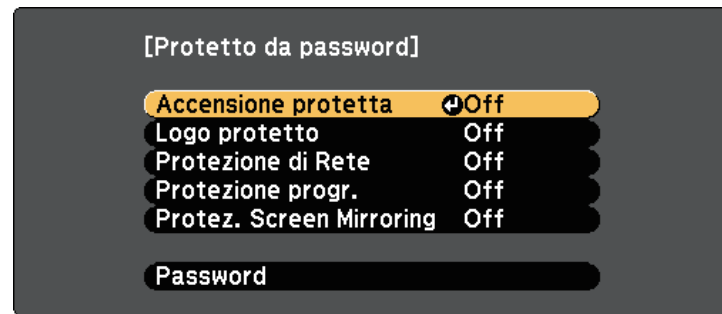 [Protetto da password]
Accensione protetta Off
Logo protetto Off
Protezione di Rete Off
Protezione progr. Off
Protez. Screen Mirroring Off
Password